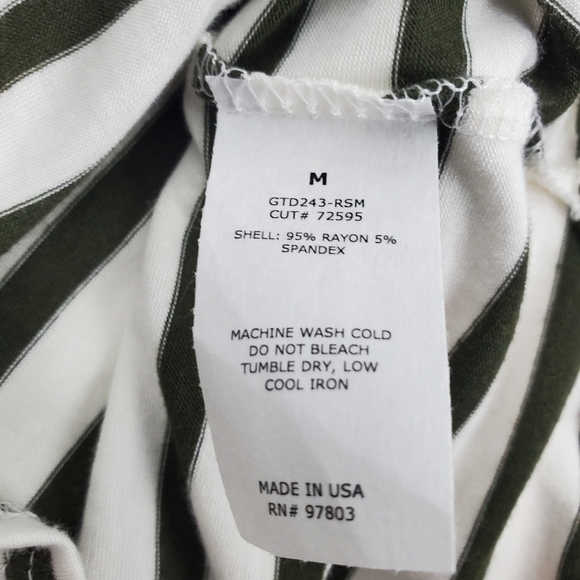 M
GTD243-RSM
CUT# 72595
SHELL: 95% RAYON 5%
SPANDEX
MACHINE WASH COLD
DO NOT BLEACH
TUMBLE DRY, LOW
COOL IRON
MADE IN USA
RN# 97803